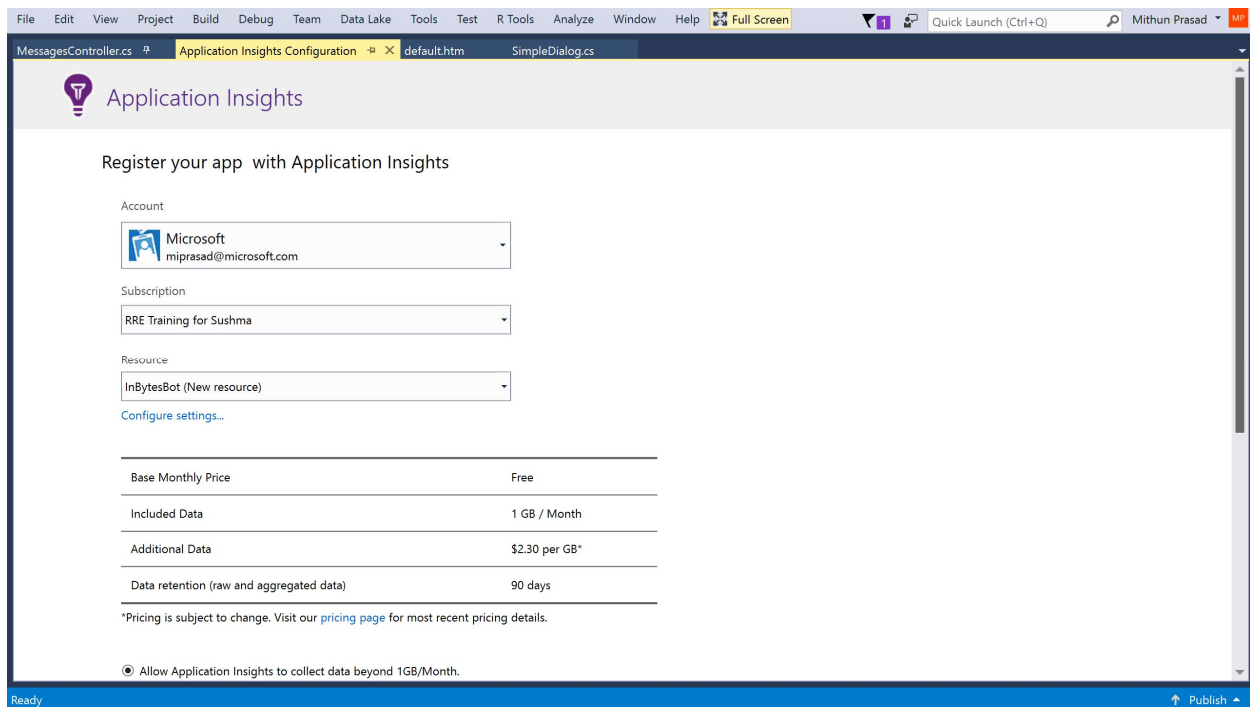 File Edit View Project Build Debug Team Data Lake Tools Test R Tools Analyze Window Help Full Screen 1 Quick Launch (Ctrl+Q) Mithun Prasad MP
MessagesController.cs Application Insights Configuration default.htm SimpleDialog.cs
Application Insights
Register your app with Application Insights
Account
Microsoft
miprasad@microsoft.com
Subscription
RRE Training for Sushma
Resource
InBytesBot (New resource)
Configure settings...
Base Monthly Price Free
Included Data 1 GB / Month
Additional Data $2.30 per GB*
Data retention (raw and aggregated data) 90 days
*Pricing is subject to change. Visit our pricing page for most recent pricing details.
Allow Application Insights to collect data beyond 1GB/Month.
Ready Publish